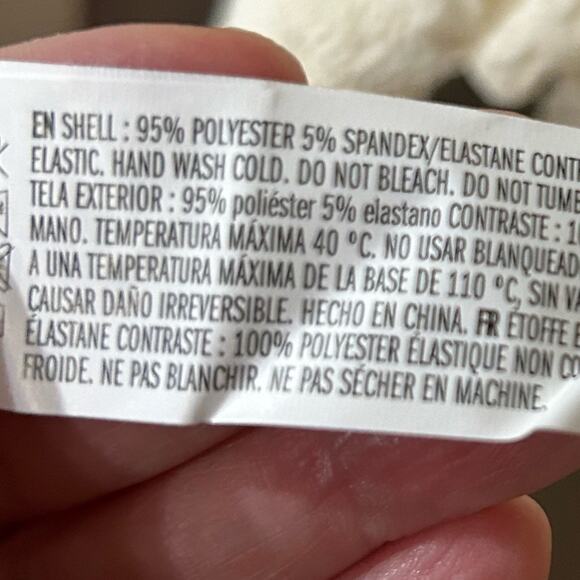 EN SHELL : 95% POLYESTER 5% SPANDEX/ELASTANE
ELASTIC. HAND WASH COLD. DO NOT BLEACH. DO NOT
TELA EXTERIOR : 95% poliéster 5% elastano CONTRASTE :
MANO. TEMPERATURA MÁXIMA 40 ºC. NO USAR
A UNA TEMPERATURA MÁXIMA DE LA BASE DE 110 ºC, SIN
CAUSAR DAÑO IRREVERSIBLE. HECHO EN CHINA. FR ÉTOFFE
ÉLASTANE CONTRASTE : 100% POLYESTER ÉLASTIQUE NON
FROIDE. NE PAS BLANCHIR. NE PAS SÉCHER EN MACHINE.